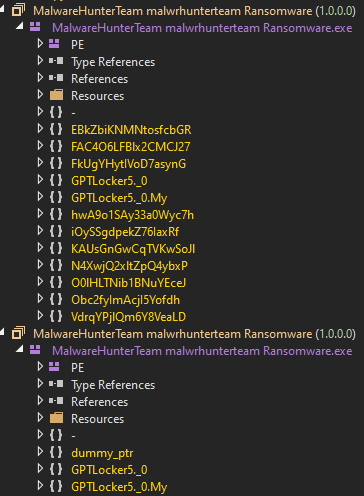 MalwareHunterTeam malwrhunterteam Ransomware (1.0.0.0)
MalwareHunterTeam malwrhunterteam Ransomware.exe
PE
Type References
References
Resources
-
EBkZbiKNMNtosfcbGR
FAC4O6LFBlx2CMCJ27
FkUgYHytlVoD7asynG
GPTLocker5._0
GPTLocker5._0.My
hwA9o1SAy33a0Wyc7h
iOySSgdpekZ76laxRf
KAUsGnGwCqTVKwSoJl
N4XwjQ2xItZpQ4ybxP
O0IHLTNib1BNuYEceJ
Obc2fylmAcjI5Yofdh
VdrqYPjlQm6Y8VeaLD
MalwareHunterTeam malwrhunterteam Ransomware (1.0.0.0)
MalwareHunterTeam malwrhunterteam Ransomware.exe
PE
Type References
References
Resources
-
dummy_ptr
GPTLocker5._0
GPTLocker5._0.My